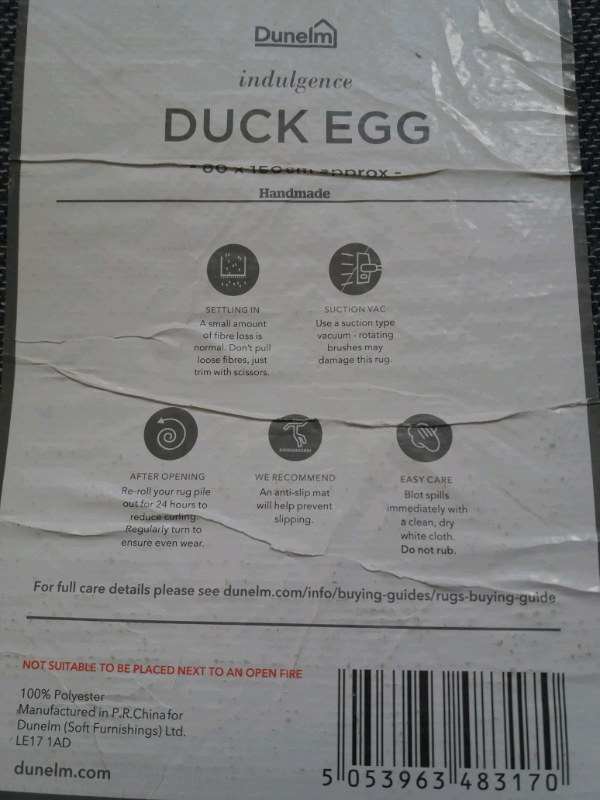 Dunelm
indulgence
DUCK EGG
- 80 x 150cm approx -
Handmade
SETTLING IN
A small amount
of fibre loss is
normal. Don't pull
loose fibres, just
trim with scissors.
SUCTION VAC
Use a suction type
vacuum - rotating
brushes may
damage this rug.
AFTER OPENING
Re-roll your rug pile
out for 24 hours to
reduce curling.
Regularly turn to
ensure even wear.
WE RECOMMEND
An anti-slip mat
will help prevent
slipping.
EASY CARE
Blot spills
immediately with
a clean, dry
white cloth.
Do not rub.
For full care details please see dunelm.com/info/buying-guides/rugs-buying-guide
NOT SUITABLE TO BE PLACED NEXT TO AN OPEN FIRE
100% Polyester
Manufactured in P.R.China for
Dunelm (Soft Furnishings) Ltd.
LE17 1AD
dunelm.com
5 053963 483170